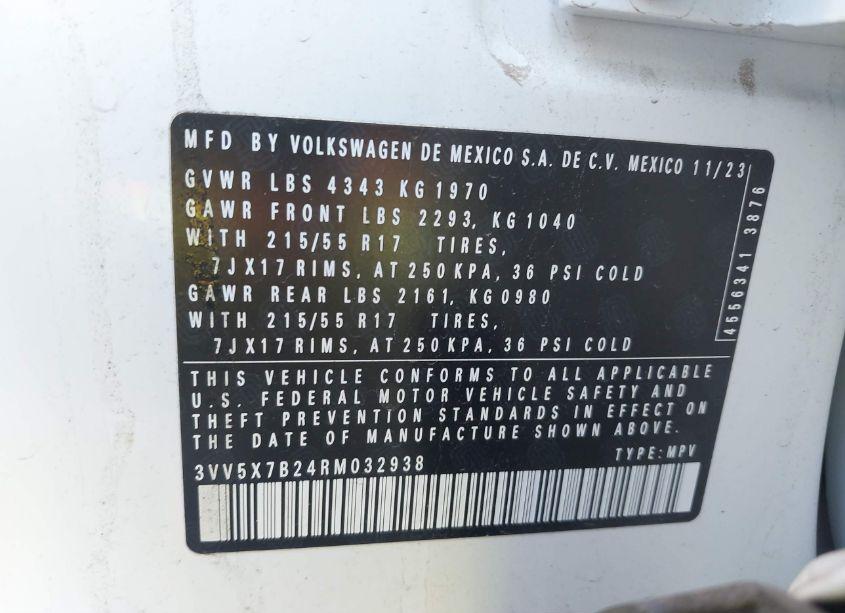 MFD BY VOLKSWAGEN DE MEXICO S.A. DE C.V. MEXICO 11/23
GVWR LBS 4343 KG 1970
GAWR FRONT LBS 2293, KG 1040
WITH 215/55 R17 TIRES,
7J X17 RIMS, AT 250 KPA, 36 PSI COLD
GAWR REAR LBS 2161, KG 0980
WITH 215/55 R17 TIRES,
7J X17 RIMS, AT 250 KPA, 36 PSI COLD
4556341 3876
THIS VEHICLE CONFORMS TO ALL APPLICABLE
U.S. FEDERAL MOTOR VEHICLE SAFETY AND
THEFT PREVENTION STANDARDS IN EFFECT ON
THE DATE OF MANUFACTURE SHOWN ABOVE.
3VV5X7B24RM032938 TYPE: MPV